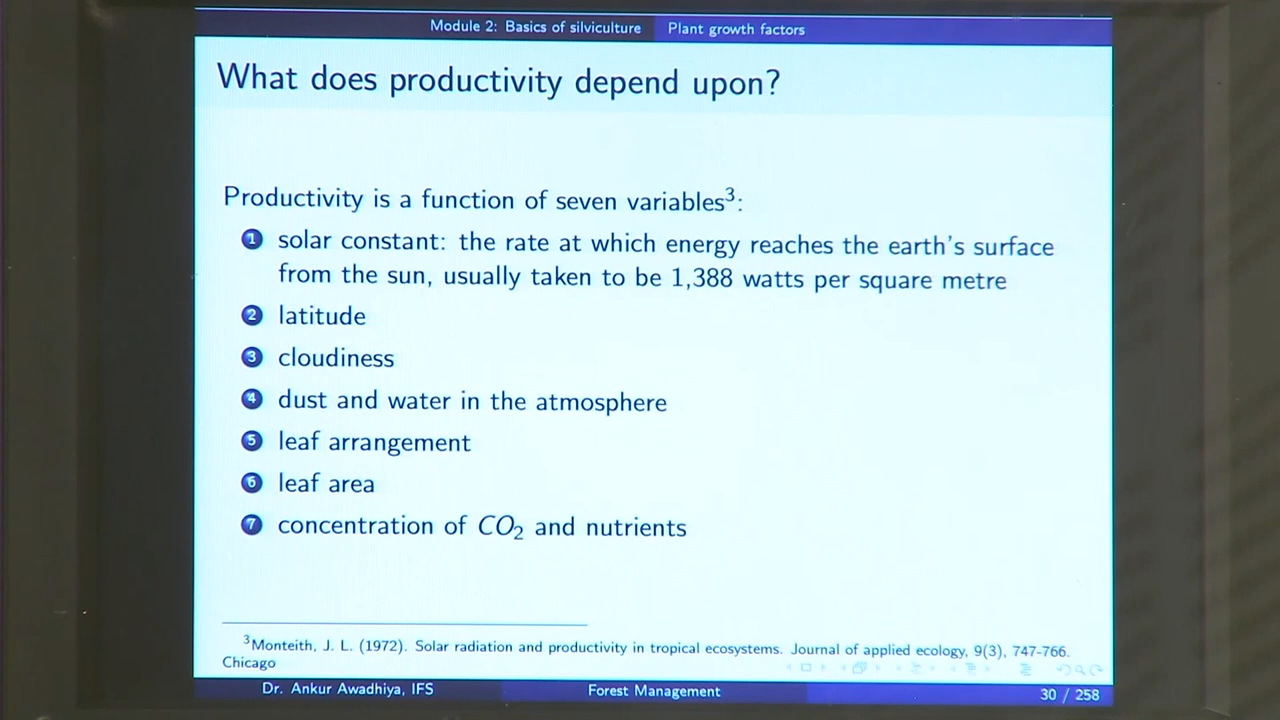 Module 2: Basics of silviculture Plant growth factors
What does productivity depend upon?
Productivity is a function of seven variables3:
1 solar constant: the rate at which energy reaches the earth's surface
from the sun, usually taken to be 1,388 watts per square metre
2 latitude
3 cloudiness
4 dust and water in the atmosphere
5 leaf arrangement
6 leaf area
7 concentration of CO2 and nutrients
3Monteith, J. L. (1972). Solar radiation and productivity in tropical ecosystems. Journal of applied ecology, 9(3), 747-766.
Chicago
Dr. Ankur Awadhiya, IFS Forest Management 30 / 258